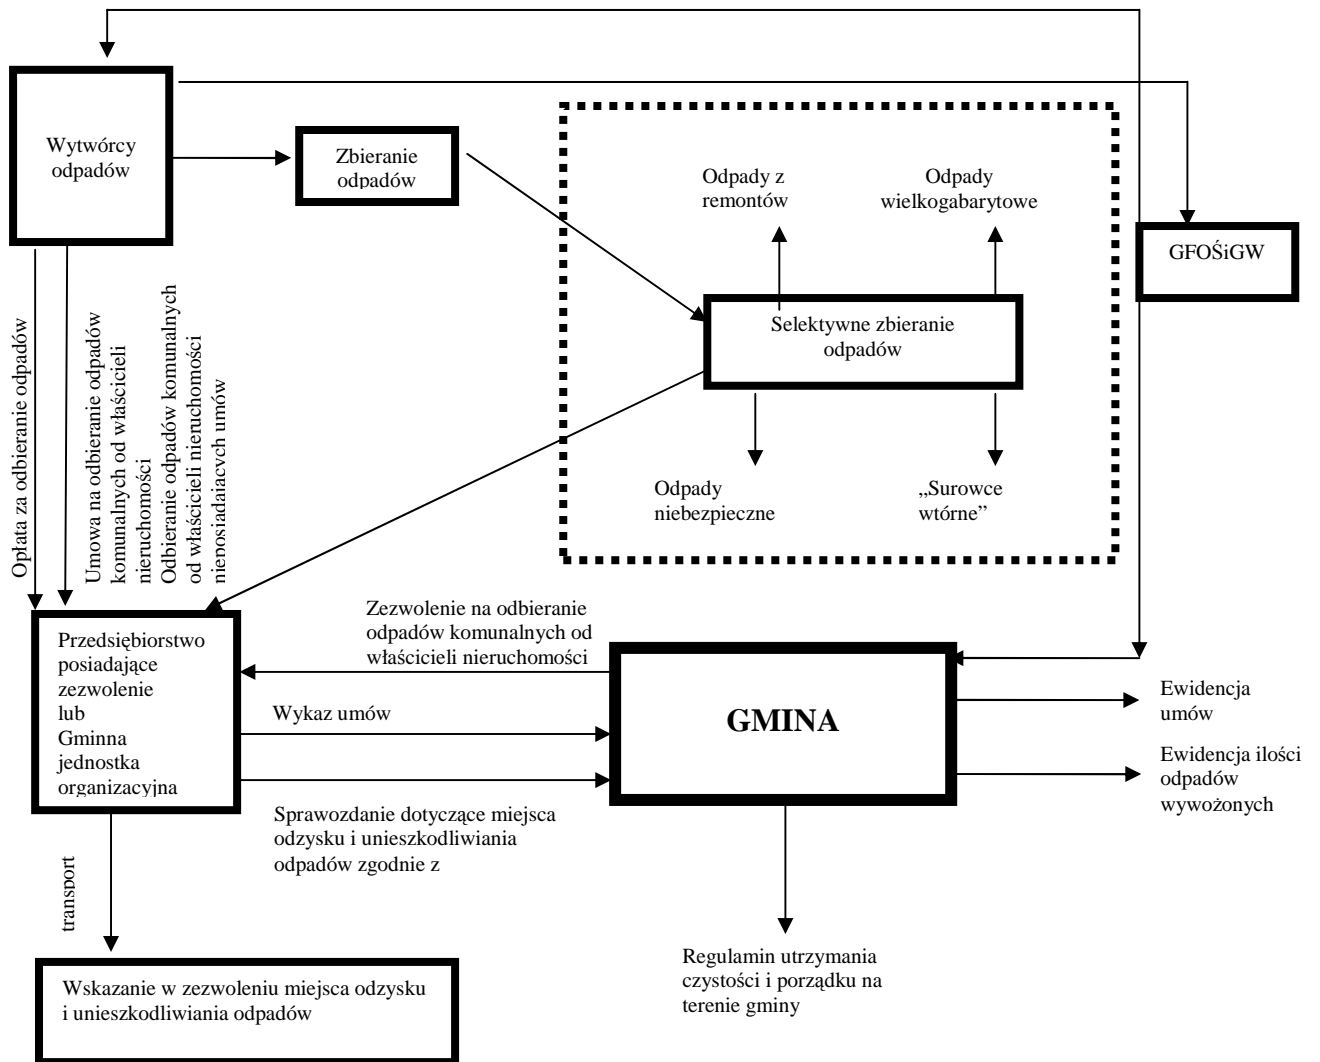 Wytwórcy
odpadów
Zbieranie
odpadów
Odpady z
remontów
Odpady
wielkogabarytowe
GFOŚiGW
Selektywne zbieranie
odpadów
Odpady
niebezpieczne
„Surowce
wtórne”
Opłata za odbieranie odpadów
Umowa na odbieranie odpadów
komunalnych od właścicieli
nieruchomości
Odbieranie odpadów komunalnych
od właścicieli nieruchomości
nieposiadających umów
Przedsiębiorstwo
posiadające
zezwolenie
lub
Gminna
jednostka
organizacyjna
Zezwolenie na odbieranie
odpadów komunalnych od
właścicieli nieruchomości
Wykaz umów
GMINA
Ewidencja
umów
Ewidencja ilości
odpadów
wywożonych
Sprawozdanie dotyczące miejsca
odzysku i unieszkodliwiania
odpadów zgodnie z
transport
Regulamin utrzymania
czystości i porządku na
terenie gminy
Wskazanie w zezwoleniu miejsca odzysku
i unieszkodliwiania odpadów